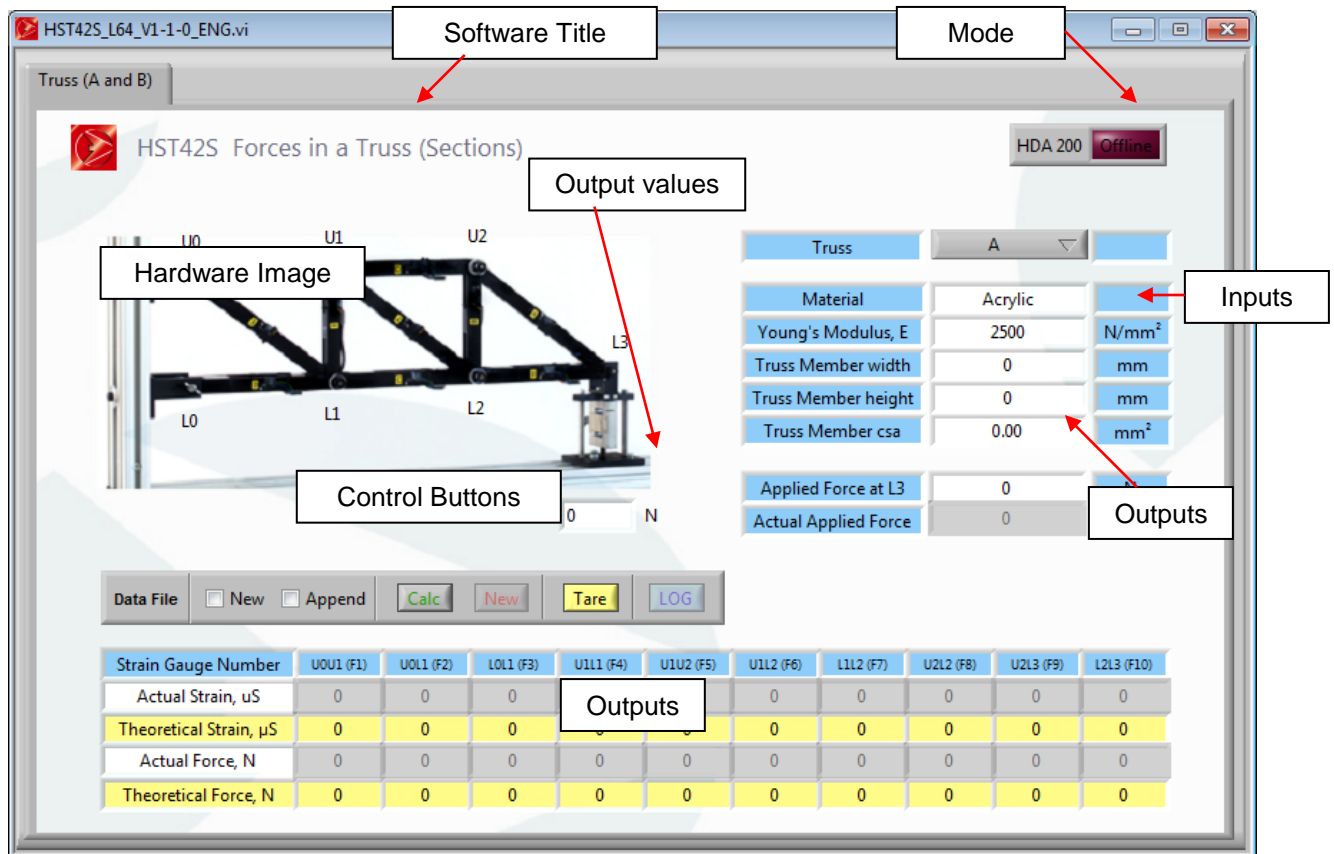 HST42S_L64_V1-1-0_ENG.vi
Software Title
Mode
Truss (A and B)
HST42S Forces in a Truss (Sections)
HDA 200 Offline
Output values
U0 U1 U2
Hardware Image
L3
L0 L1 L2
Truss A
Inputs
Material Acrylic
Young's Modulus, E 2500 N/mm²
Truss Member width 0 mm
Truss Member height 0 mm
Truss Member csa 0.00 mm²
Control Buttons
0 N
Applied Force at L3 0
Actual Applied Force 0
Outputs
Data File New Append Calc New Tare LOG
Strain Gauge Number U0U1 (F1) U0L1 (F2) L0L1 (F3) U1L1 (F4) U1U2 (F5) U1L2 (F6) L1L2 (F7) U2L2 (F8) U2L3 (F9) L2L3 (F10)
Actual Strain, uS 0 0 0 0 0 0 0 0
Outputs
Theoretical Strain, µS 0 0 0 0 0 0 0 0 0 0
Actual Force, N 0 0 0 0 0 0 0 0 0 0
Theoretical Force, N 0 0 0 0 0 0 0 0 0 0